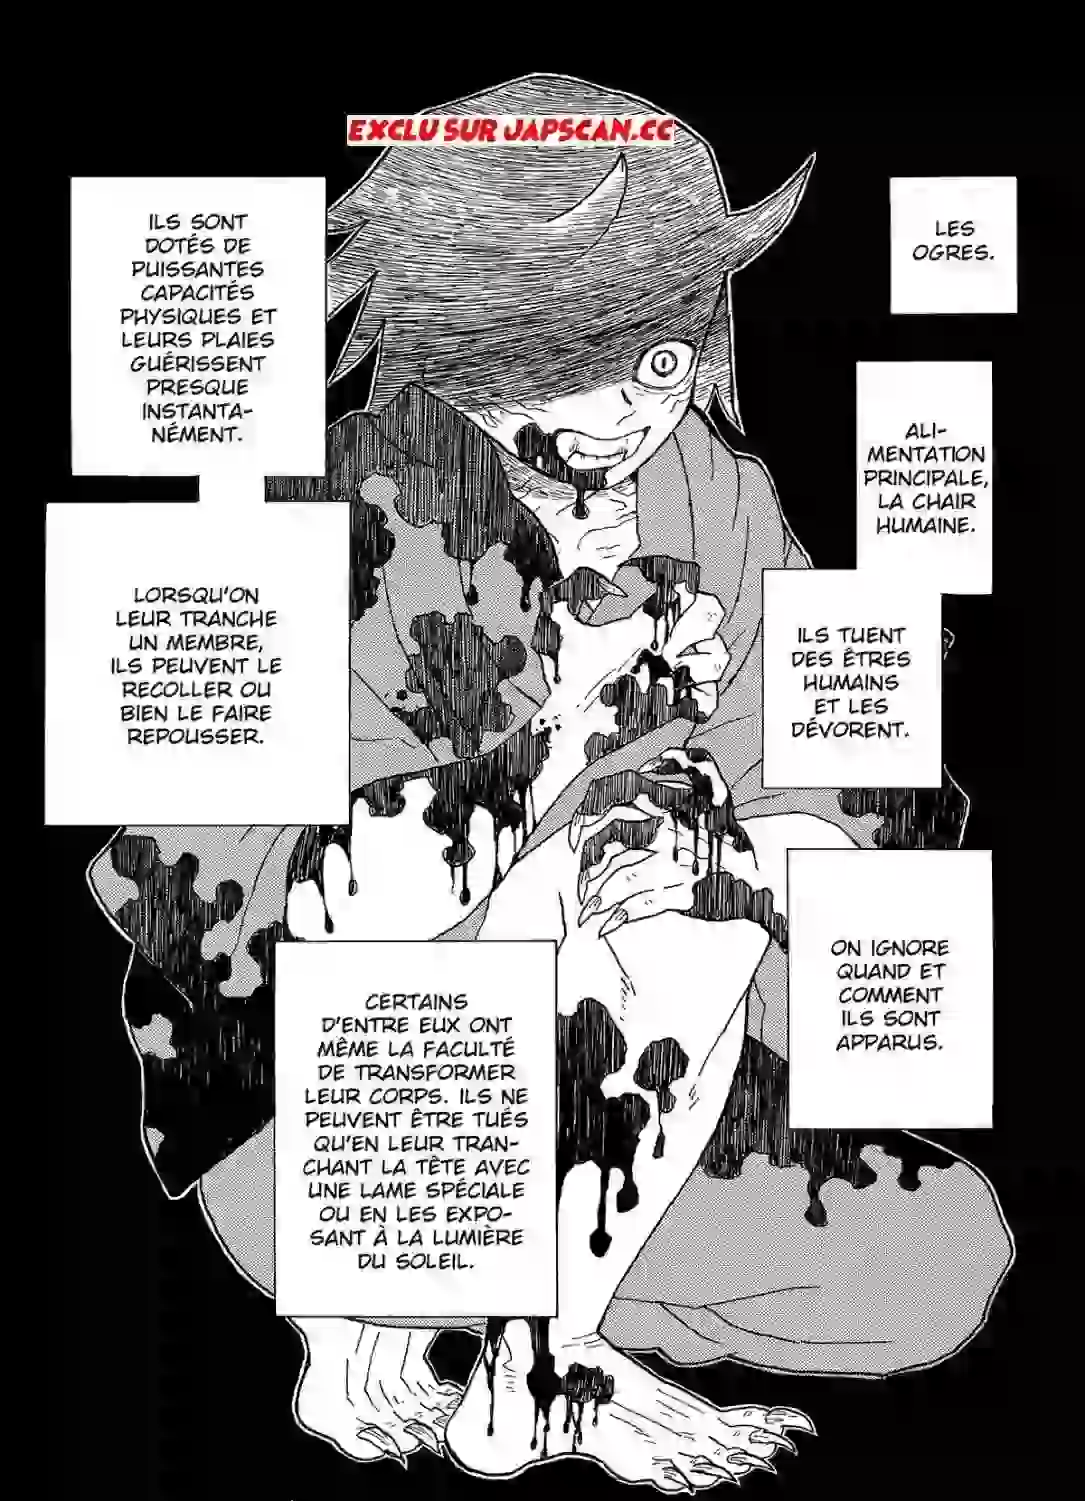 EXCLU SUR JAPSCAN.CC
LES
OGRES.
ALI-
MENTATION
PRINCIPALE,
LA CHAIR
HUMAINE.
ILS TUENT
DES ÊTRES
HUMAINS
ET LES
DÉVORENT.
ON IGNORE
QUAND ET
COMMENT
ILS SONT
APPARUS.
ILS SONT
DOTÉS DE
PUISSANTES
CAPACITÉS
PHYSIQUES ET
LEURS PLAIES
GUÉRISSENT
PRESQUE
INSTANTA-
NÉMENT.
LORSQU'ON
LEUR TRANCHE
UN MEMBRE,
ILS PEUVENT LE
RECOLLER OU
BIEN LE FAIRE
REPOUSSER.
CERTAINS
D'ENTRE EUX ONT
MÊME LA FACULTÉ
DE TRANSFORMER
LEUR CORPS. ILS NE
PEUVENT ÊTRE TUÉS
QU'EN LEUR TRAN-
CHANT LA TÊTE AVEC
UNE LAME SPÉCIALE
OU EN LES EXPO-
SANT À LA LUMIÈRE
DU SOLEIL.